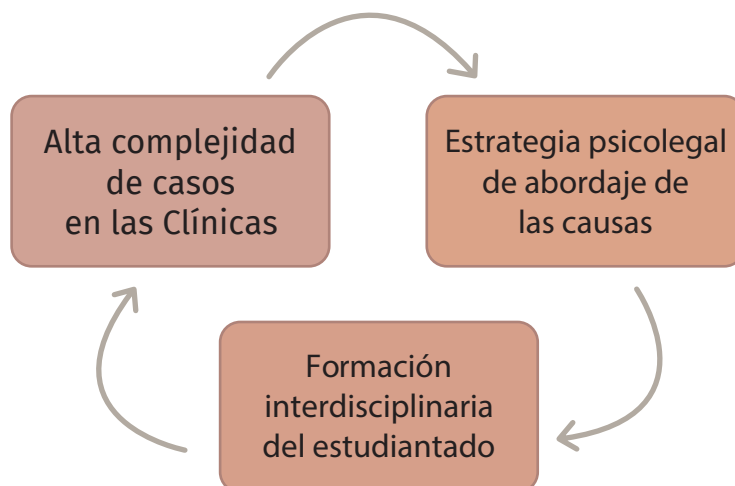 Alta complejidad
de casos
en las Clínicas
Estrategia psicolegal
de abordaje de
las causas
Formación
interdisciplinaria
del estudiantado